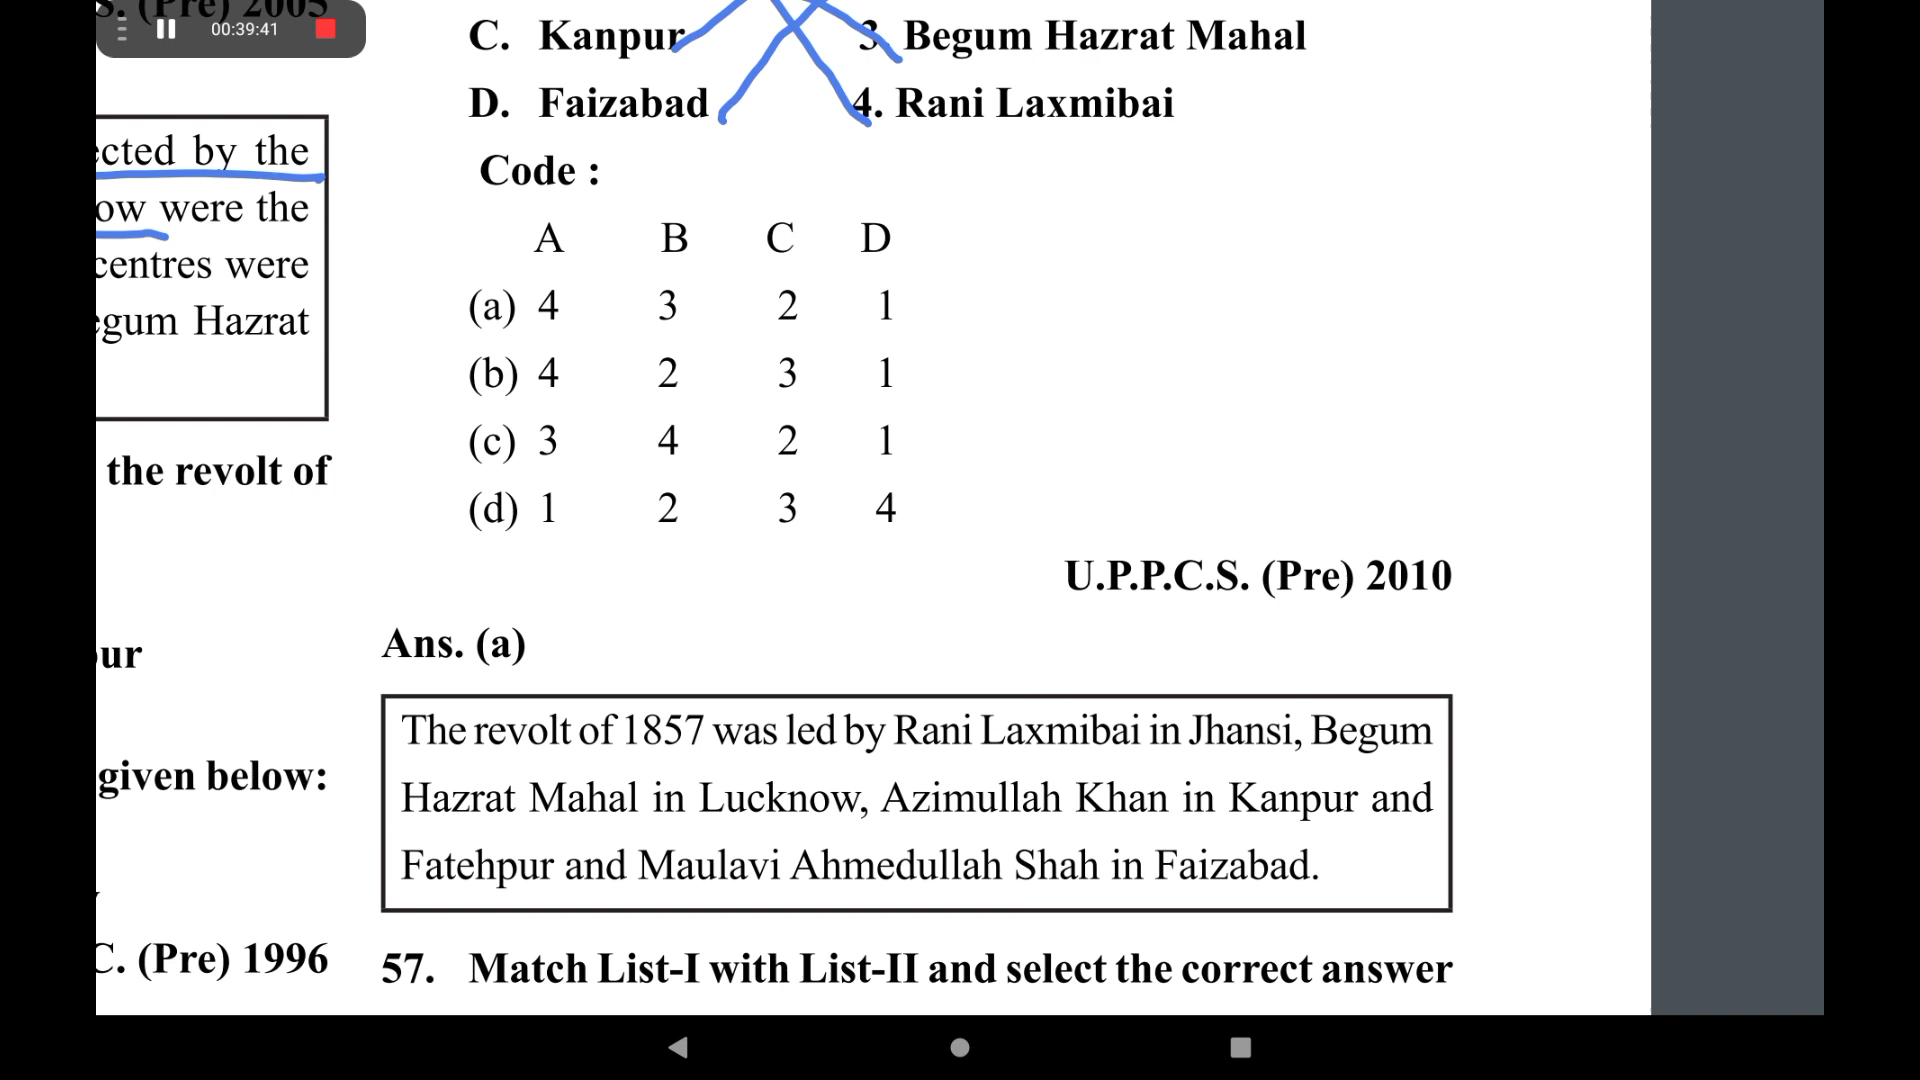 S. (Pre) 2005
00:39:41
ected by the
ow were the
centres were
egum Hazrat
the revolt of
ur
given below:
C. (Pre) 1996
C. Kanpur 3. Begum Hazrat Mahal
D. Faizabad 4. Rani Laxmibai
Code :
A B C D
(a) 4 3 2 1
(b) 4 2 3 1
(c) 3 4 2 1
(d) 1 2 3 4
U.P.P.C.S. (Pre) 2010
Ans. (a)
The revolt of 1857 was led by Rani Laxmibai in Jhansi, Begum
Hazrat Mahal in Lucknow, Azimullah Khan in Kanpur and
Fatehpur and Maulavi Ahmedullah Shah in Faizabad.
57. Match List-I with List-II and select the correct answer